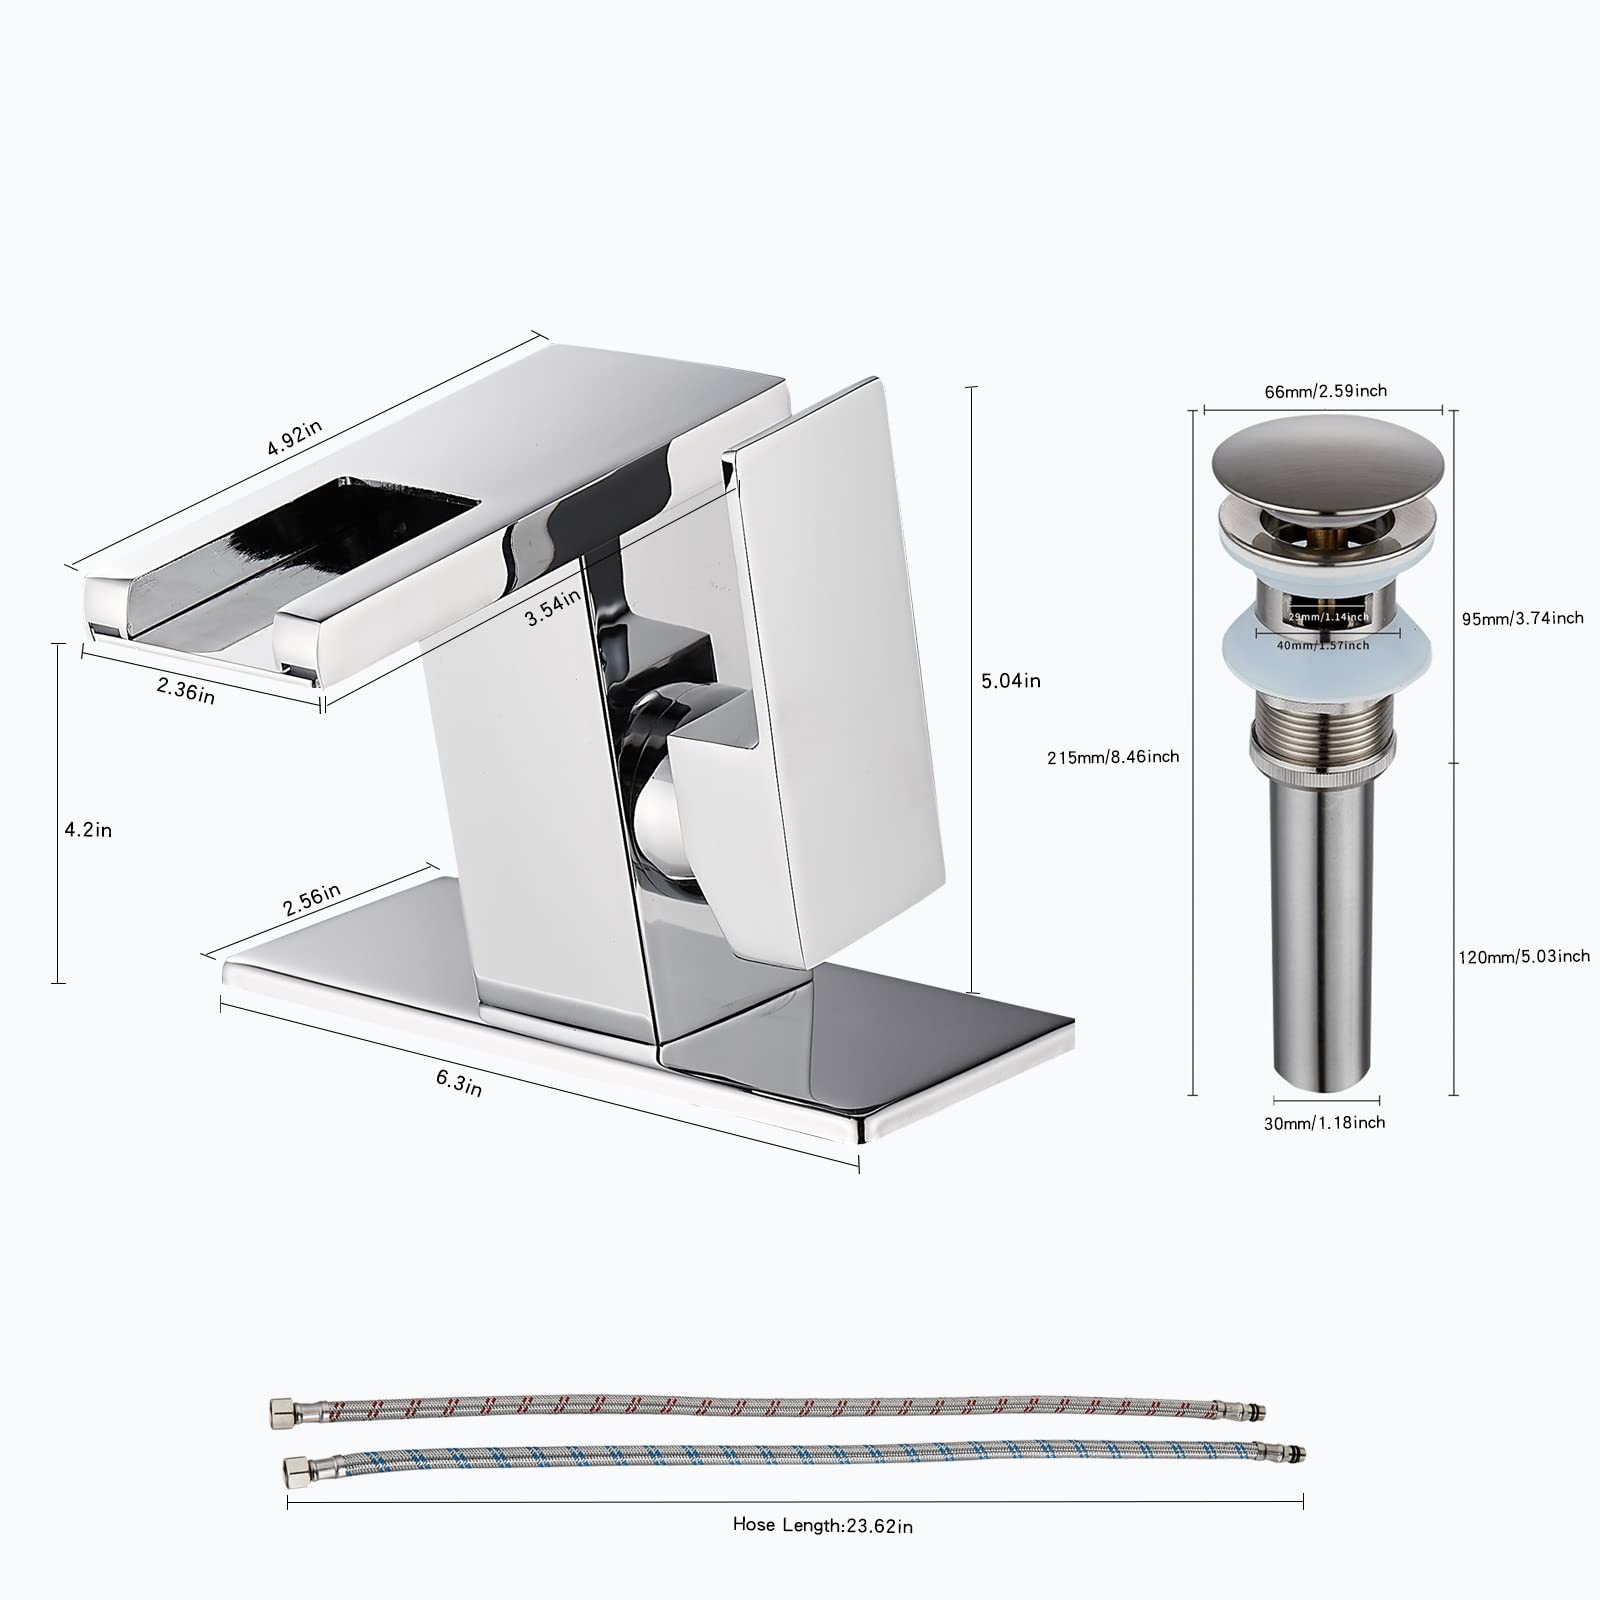 4.92in
3.54in
2.36in
5.04in
4.2in
2.56in
6.3in
66mm/2.59inch
29mm/1.14inch
40mm/1.57inch
95mm/3.74inch
215mm/8.46inch
120mm/5.03inch
30mm/1.18inch
Hose Length:23.62in